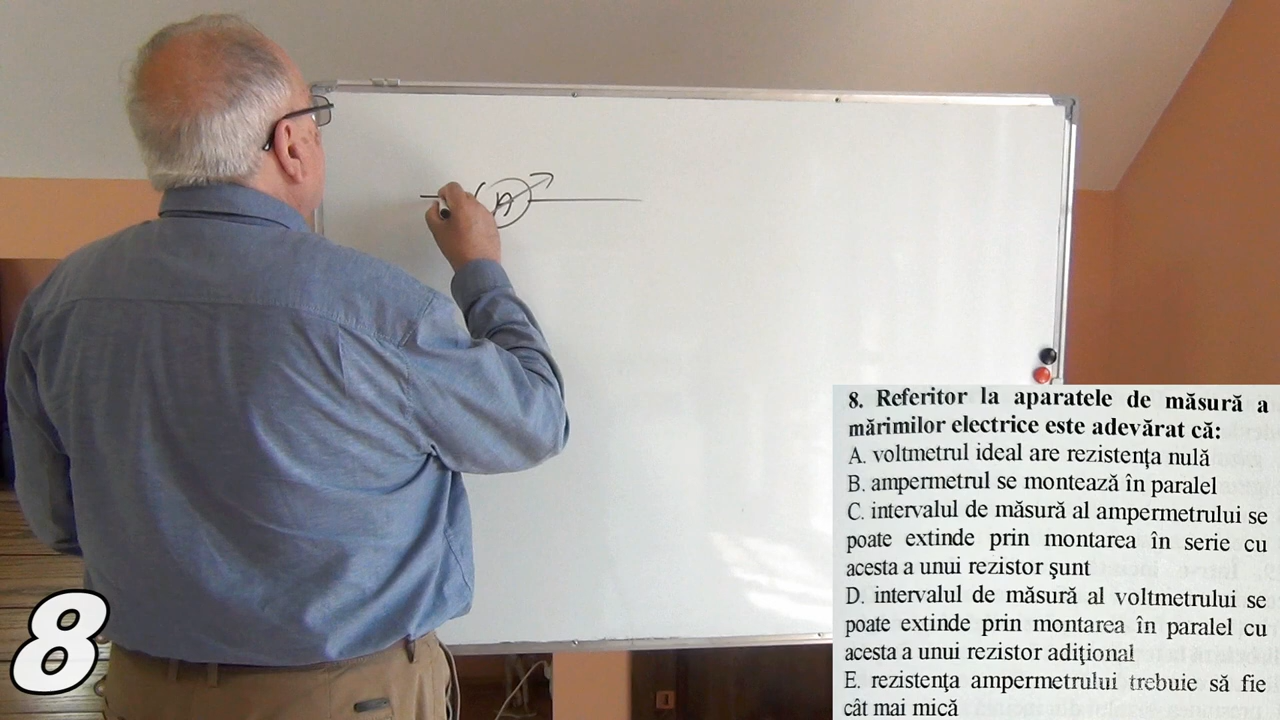 A
8. Referitor la aparatele de măsură a
mărimilor electrice este adevărat că:
A. voltmetrul ideal are rezistenţa nulă
B. ampermetrul se montează în paralel
C. intervalul de măsură al ampermetrului se
poate extinde prin montarea în serie cu
acesta a unui rezistor şunt
D. intervalul de măsură al voltmetrului se
poate extinde prin montarea în paralel cu
acesta a unui rezistor adiţional
E. rezistenţa ampermetrului trebuie să fie
cât mai mică
8